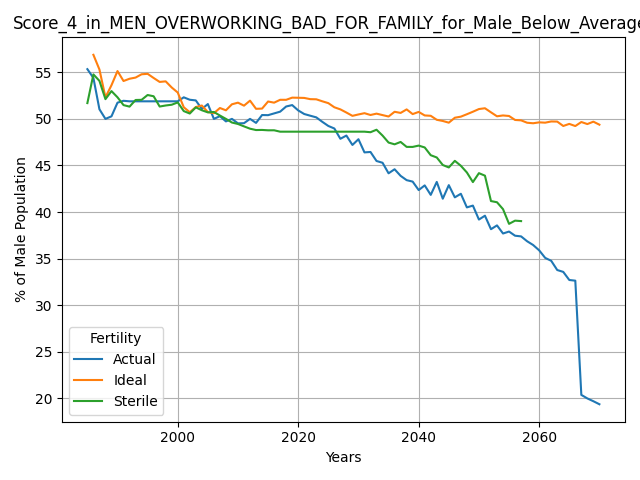 Score_4_in_MEN_OVERWORKING_BAD_FOR_FAMILY_for_Male_Below_Average
% of Male Population
55
50
45
40
35
30
25
20
Fertility
Actual
Ideal
Sterile
2000 2020 2040 2060
Years